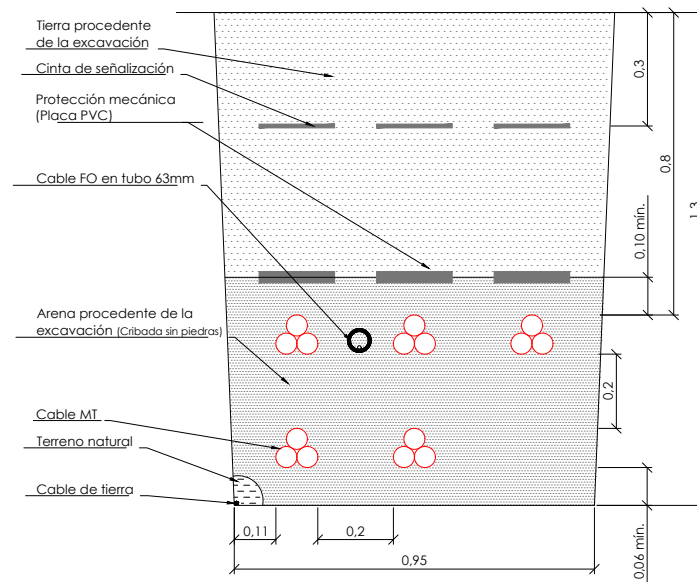 Tierra procedente
de la excavación
Cinta de señalización
Protección mecánica
(Placa PVC)
Cable FO en tubo 63mm
Arena procedente de la
excavación (Cribada sin piedras)
Cable MT
Terreno natural
Cable de tierra
0,3
0,8
1,3
0,10 mín.
0,2
0,06 mín.
0,11
0,2
0,95